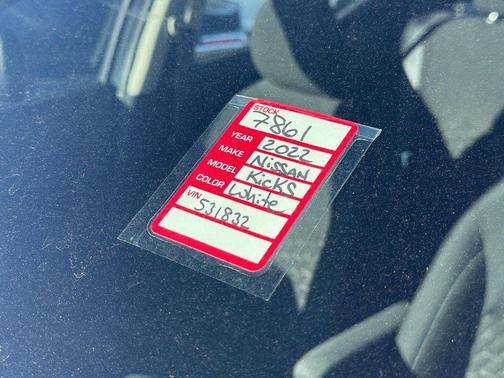 STOCK
7861
YEAR 2022
MAKE NISSAN
MODEL Kicks
COLOR White
VIN 531832